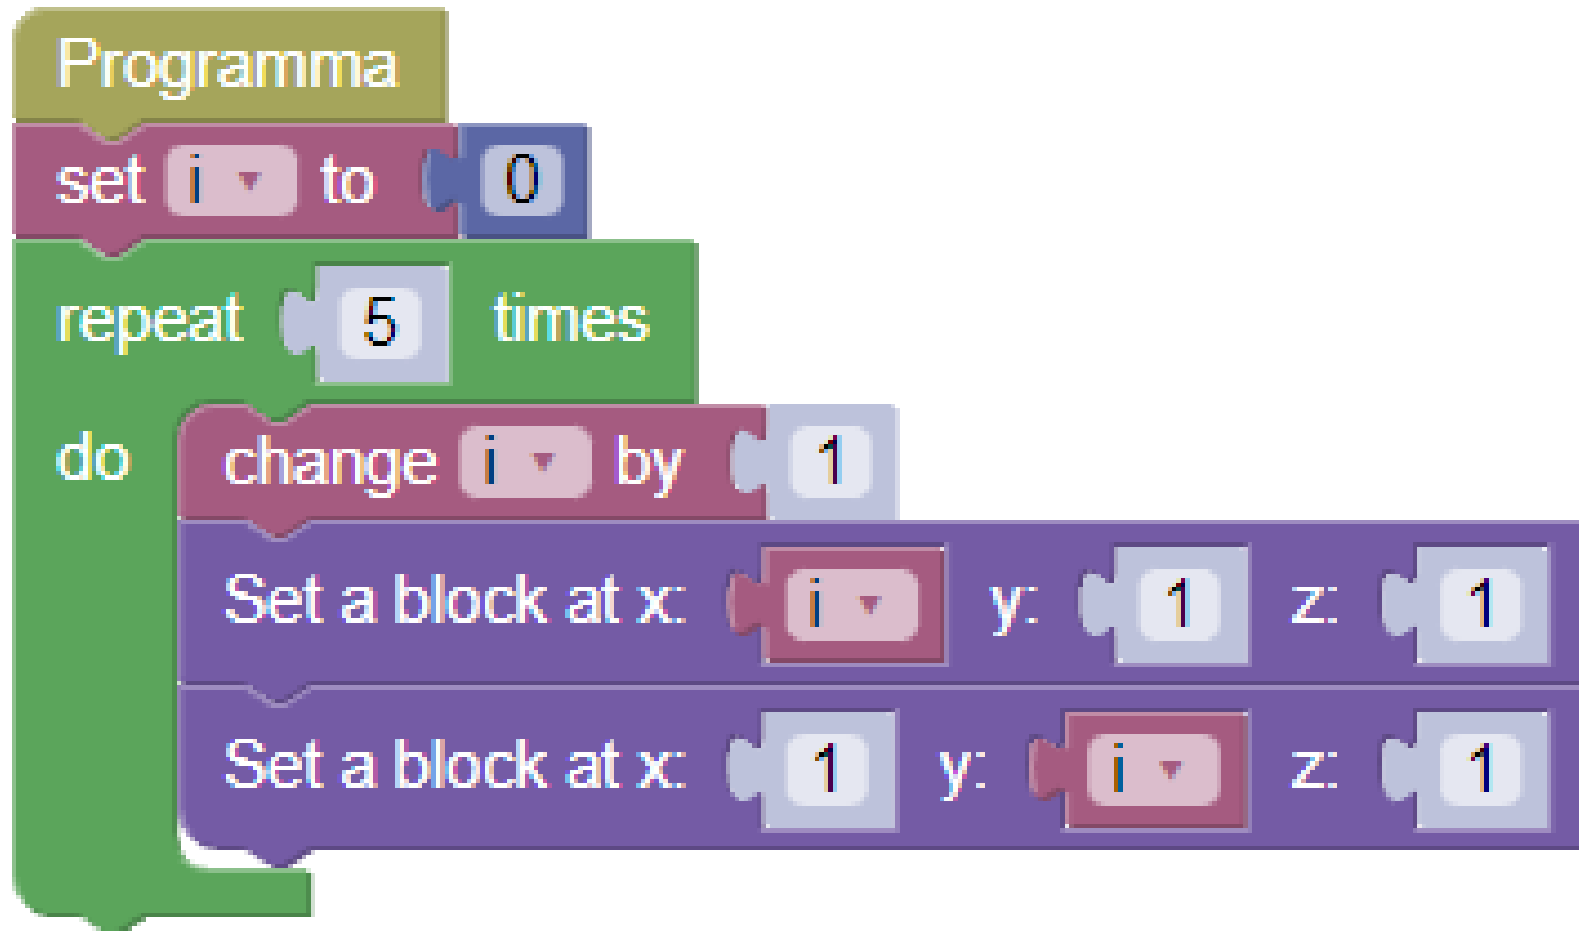 Programma
set i to 0
repeat 5 times
do change i by 1
Set a block at x: i y: 1 z: 1
Set a block at x: 1 y: i z: 1